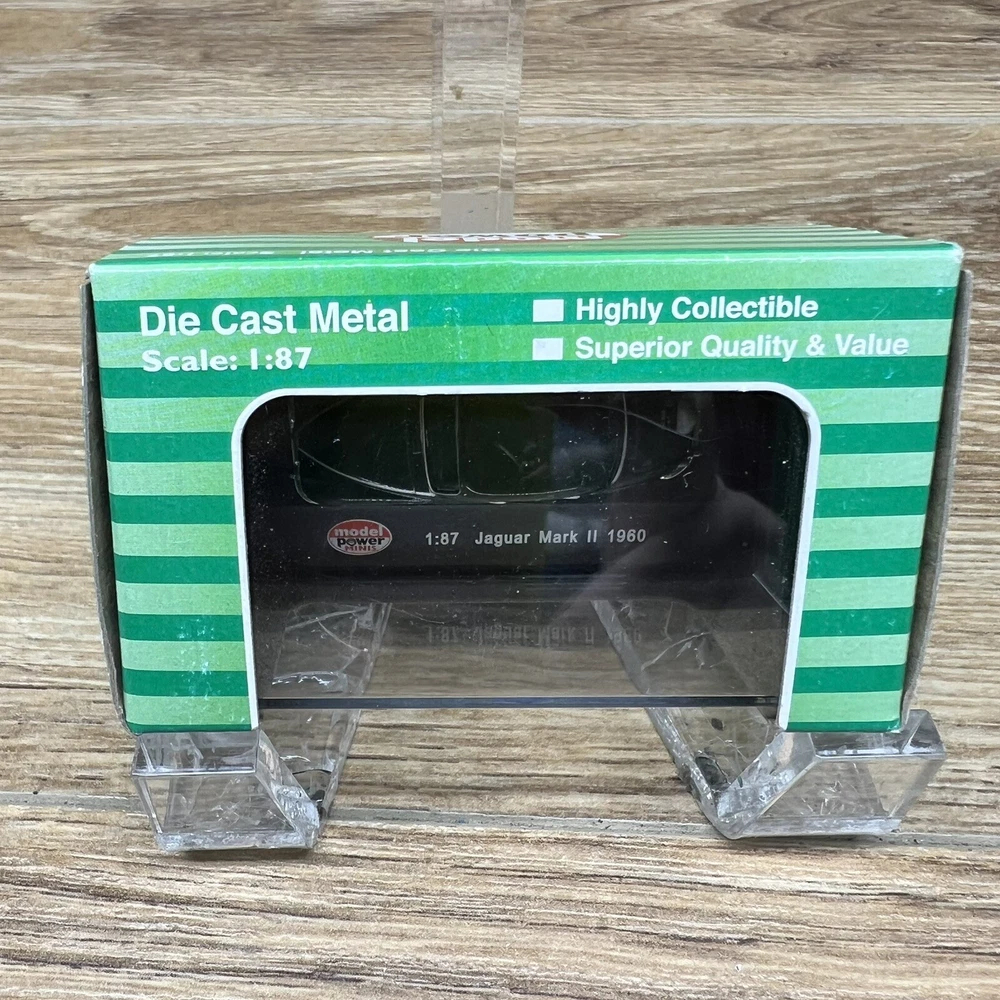 Die Cast Metal
Scale: 1:87
Highly Collectible
Superior Quality & Value
model
power
MINIS
1:87 Jaguar Mark II 1960